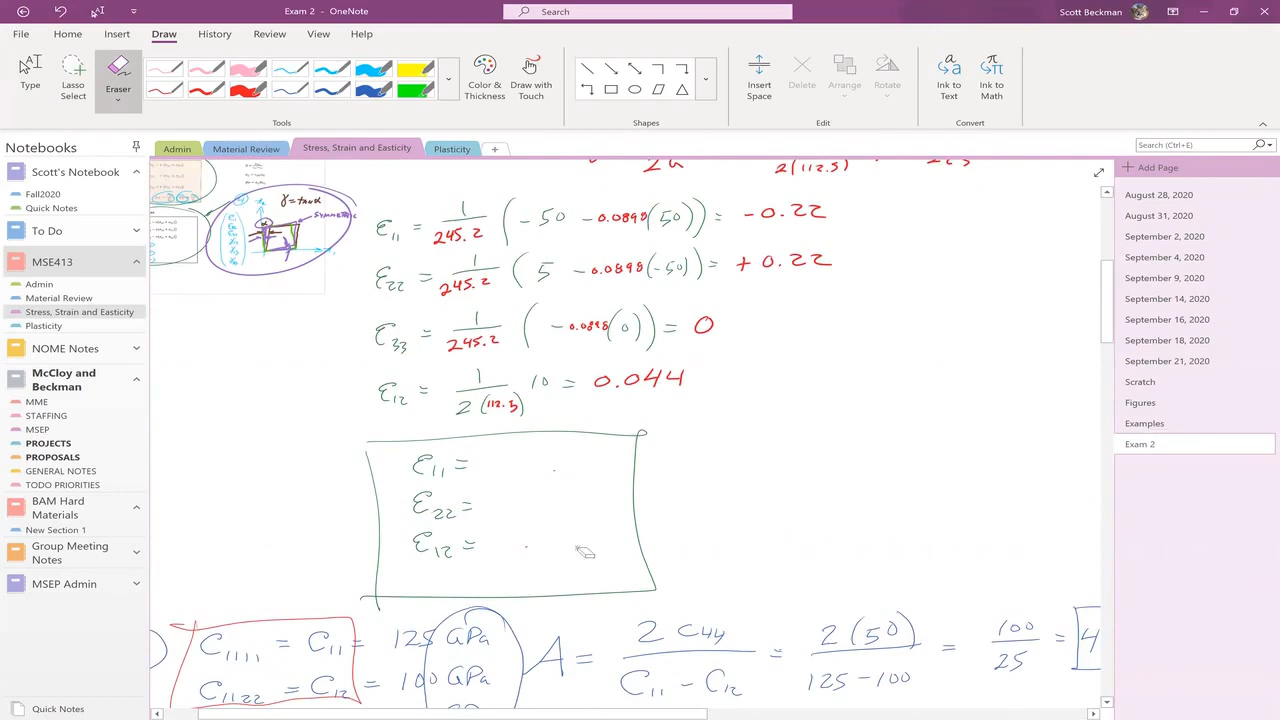 Exam 2 - OneNote
Search
Scott Beckman
File Home Insert Draw History Review View Help
Type
Lasso Select
Eraser
Color & Thickness
Draw with Touch
Insert Space
Delete
Arrange
Rotate
Ink to Text
Ink to Math
Tools
Shapes
Edit
Convert
Notebooks
Admin
Material Review
Stress, Strain and Easticity
Plasticity
Search (Ctrl+E)
Scott's Notebook
Fall2020
Quick Notes
To Do
MSE413
Admin
Material Review
Stress, Strain and Easticity
Plasticity
NOME Notes
McCloy and Beckman
MME
STAFFING
MSEP
PROJECTS
PROPOSALS
GENERAL NOTES
TODO PRIORITIES
BAM Hard Materials
New Section 1
Group Meeting Notes
MSEP Admin
Quick Notes
γ = tan α
2(112.5)
ε11 = 1/245.2 (-50 -0.0898(50)) = -0.22
ε22 = 1/245.2 (5 -0.0898(-50)) = +0.22
ε33 = 1/245.2 (-0.0898(0)) = 0
ε12 = 1/2(112.5) 10 = 0.044
ε11 =
ε22 =
ε12 =
C1111 = C11 = 125 GPa
C1122 = C12 = 100 GPa
A = 2 C44 / C11 - C12 = 2(50) / 125 - 100 = 100 / 25 = 4
Add Page
August 28, 2020
August 31, 2020
September 2, 2020
September 4, 2020
September 9, 2020
September 14, 2020
September 16, 2020
September 18, 2020
September 21, 2020
Scratch
Figures
Examples
Exam 2